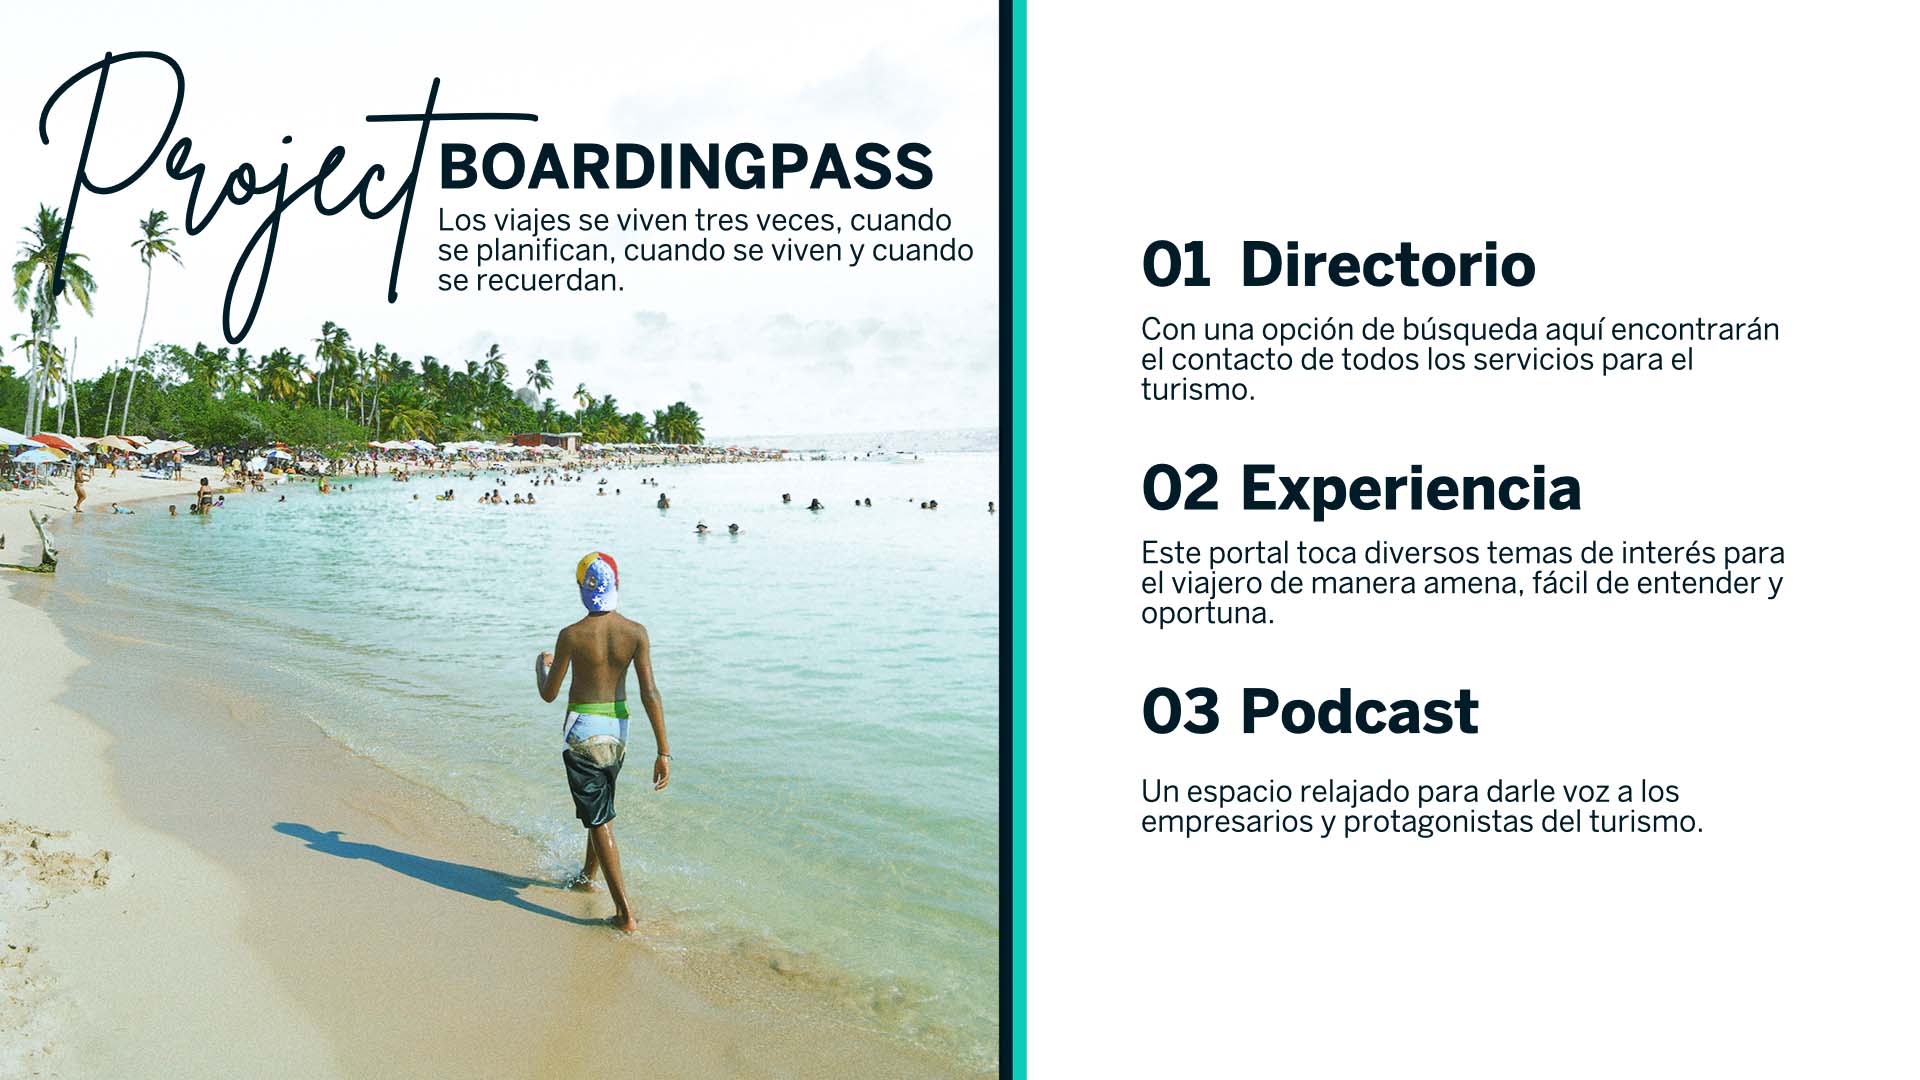 Project
BOARDINGPASS
Los viajes se viven tres veces, cuando
se planifican, cuando se viven y cuando
se recuerdan.
01 Directorio
Con una opción de búsqueda aquí encontrarán
el contacto de todos los servicios para el
turismo.
02 Experiencia
Este portal toca diversos temas de interés para
el viajero de manera amena, fácil de entender y
oportuna.
03 Podcast
Un espacio relajado para darle voz a los
empresarios y protagonistas del turismo.